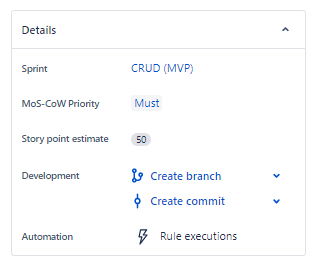 Details
Sprint CRUD (MVP)
MoS-CoW Priority Must
Story point estimate 50
Development Create branch
Create commit
Automation Rule executions